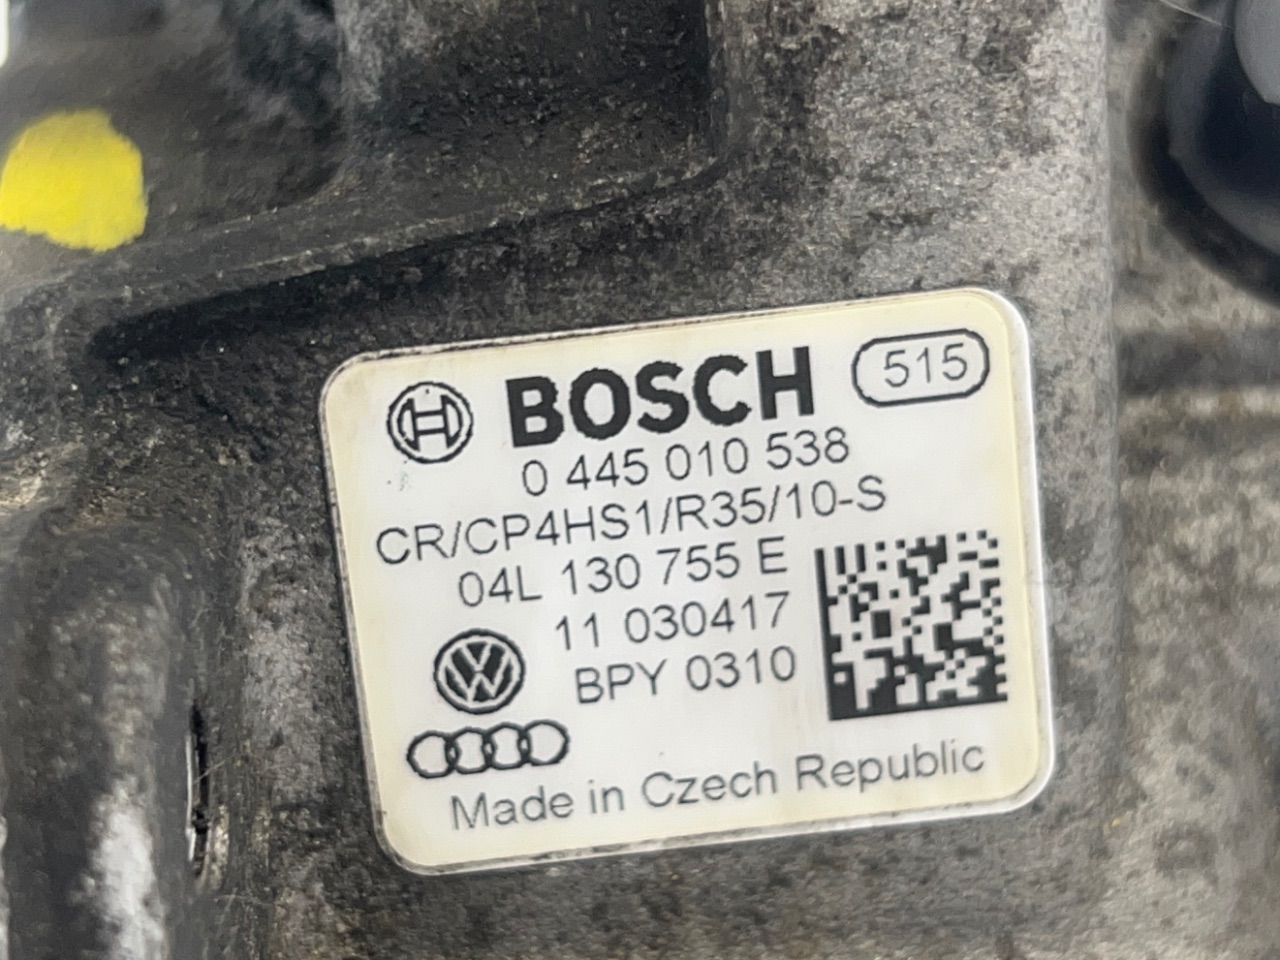 BOSCH 515
0 445 010 538
CR/CP4HS1/R35/10-S
04L 130 755 E
11 030417
BPY 0310
Made in Czech Republic